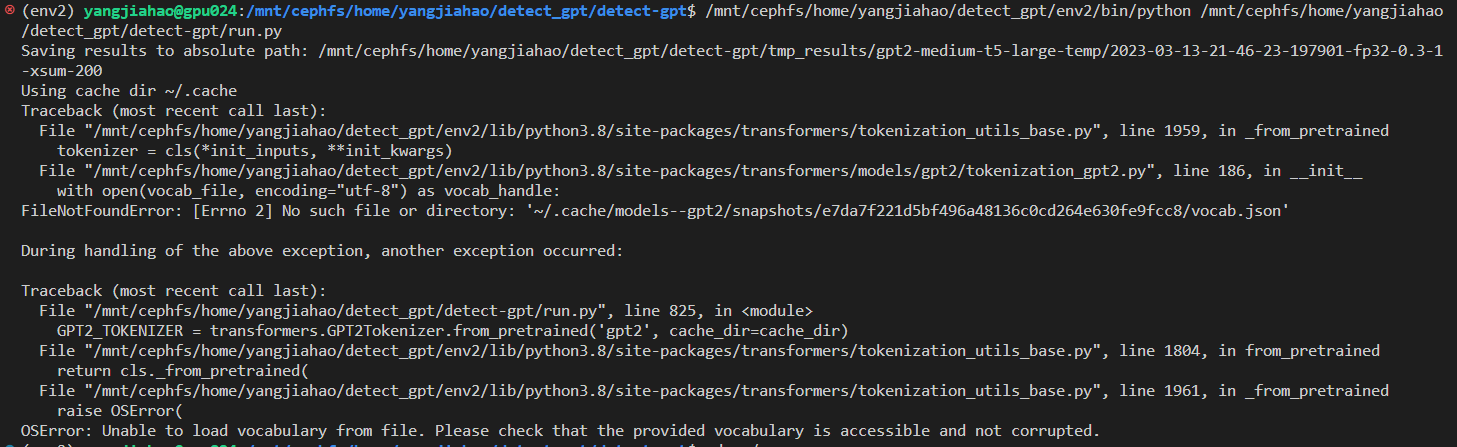 (env2) yangjiahao@gpu024:/mnt/cephfs/home/yangjiahao/detect_gpt/detect-gpt$ /mnt/cephfs/home/yangjiahao/detect_gpt/env2/bin/python /mnt/cephfs/home/yangjiahao
/detect_gpt/detect-gpt/run.py
Saving results to absolute path: /mnt/cephfs/home/yangjiahao/detect_gpt/detect-gpt/tmp_results/gpt2-medium-t5-large-temp/2023-03-13-21-46-23-197901-fp32-0.3-1
-xsum-200
Using cache dir ~/.cache
Traceback (most recent call last):
  File "/mnt/cephfs/home/yangjiahao/detect_gpt/env2/lib/python3.8/site-packages/transformers/tokenization_utils_base.py", line 1959, in _from_pretrained
    tokenizer = cls(*init_inputs, **init_kwargs)
  File "/mnt/cephfs/home/yangjiahao/detect_gpt/env2/lib/python3.8/site-packages/transformers/models/gpt2/tokenization_gpt2.py", line 186, in __init__
    with open(vocab_file, encoding="utf-8") as vocab_handle:
FileNotFoundError: [Errno 2] No such file or directory: '~/.cache/models--gpt2/snapshots/e7da7f221d5bf496a48136c0cd264e630fe9fcc8/vocab.json'

During handling of the above exception, another exception occurred:

Traceback (most recent call last):
  File "/mnt/cephfs/home/yangjiahao/detect_gpt/detect-gpt/run.py", line 825, in <module>
    GPT2_TOKENIZER = transformers.GPT2Tokenizer.from_pretrained('gpt2', cache_dir=cache_dir)
  File "/mnt/cephfs/home/yangjiahao/detect_gpt/env2/lib/python3.8/site-packages/transformers/tokenization_utils_base.py", line 1804, in from_pretrained
    return cls._from_pretrained(
  File "/mnt/cephfs/home/yangjiahao/detect_gpt/env2/lib/python3.8/site-packages/transformers/tokenization_utils_base.py", line 1961, in _from_pretrained
    raise OSError(
OSError: Unable to load vocabulary from file. Please check that the provided vocabulary is accessible and not corrupted.